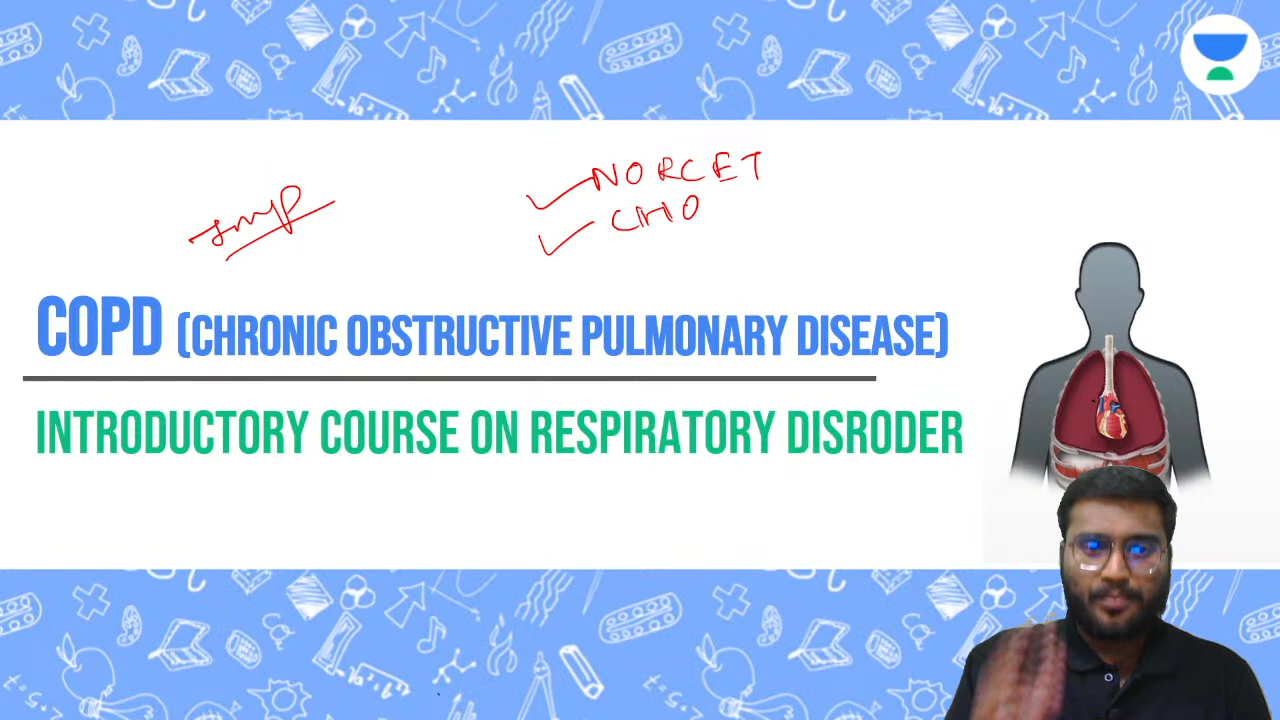 Imp
NORCET
CHO
COPD (CHRONIC OBSTRUCTIVE PULMONARY DISEASE)
INTRODUCTORY COURSE ON RESPIRATORY DISRODER